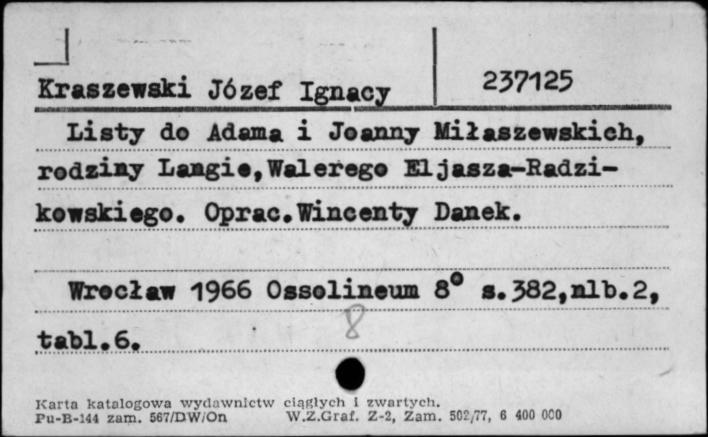 Kraszewski Józef Ignacy 237125
Listy do Adama i Joanny Miłaszewskich,
rodziny Langie,Walerego Eljasza-Radzi-
kowskiego. Oprac.Wincenty Danek.
Wrocław 1966 Ossolineum 8° s.382,nlb.2,
tabl.6.
8
Karta katalogowa wydawnictw ciągłych i zwartych.
Pu-B-144 zam. 567/DW/On W.Z.Graf. Z-2, Zam. 502/77, 6 400 000